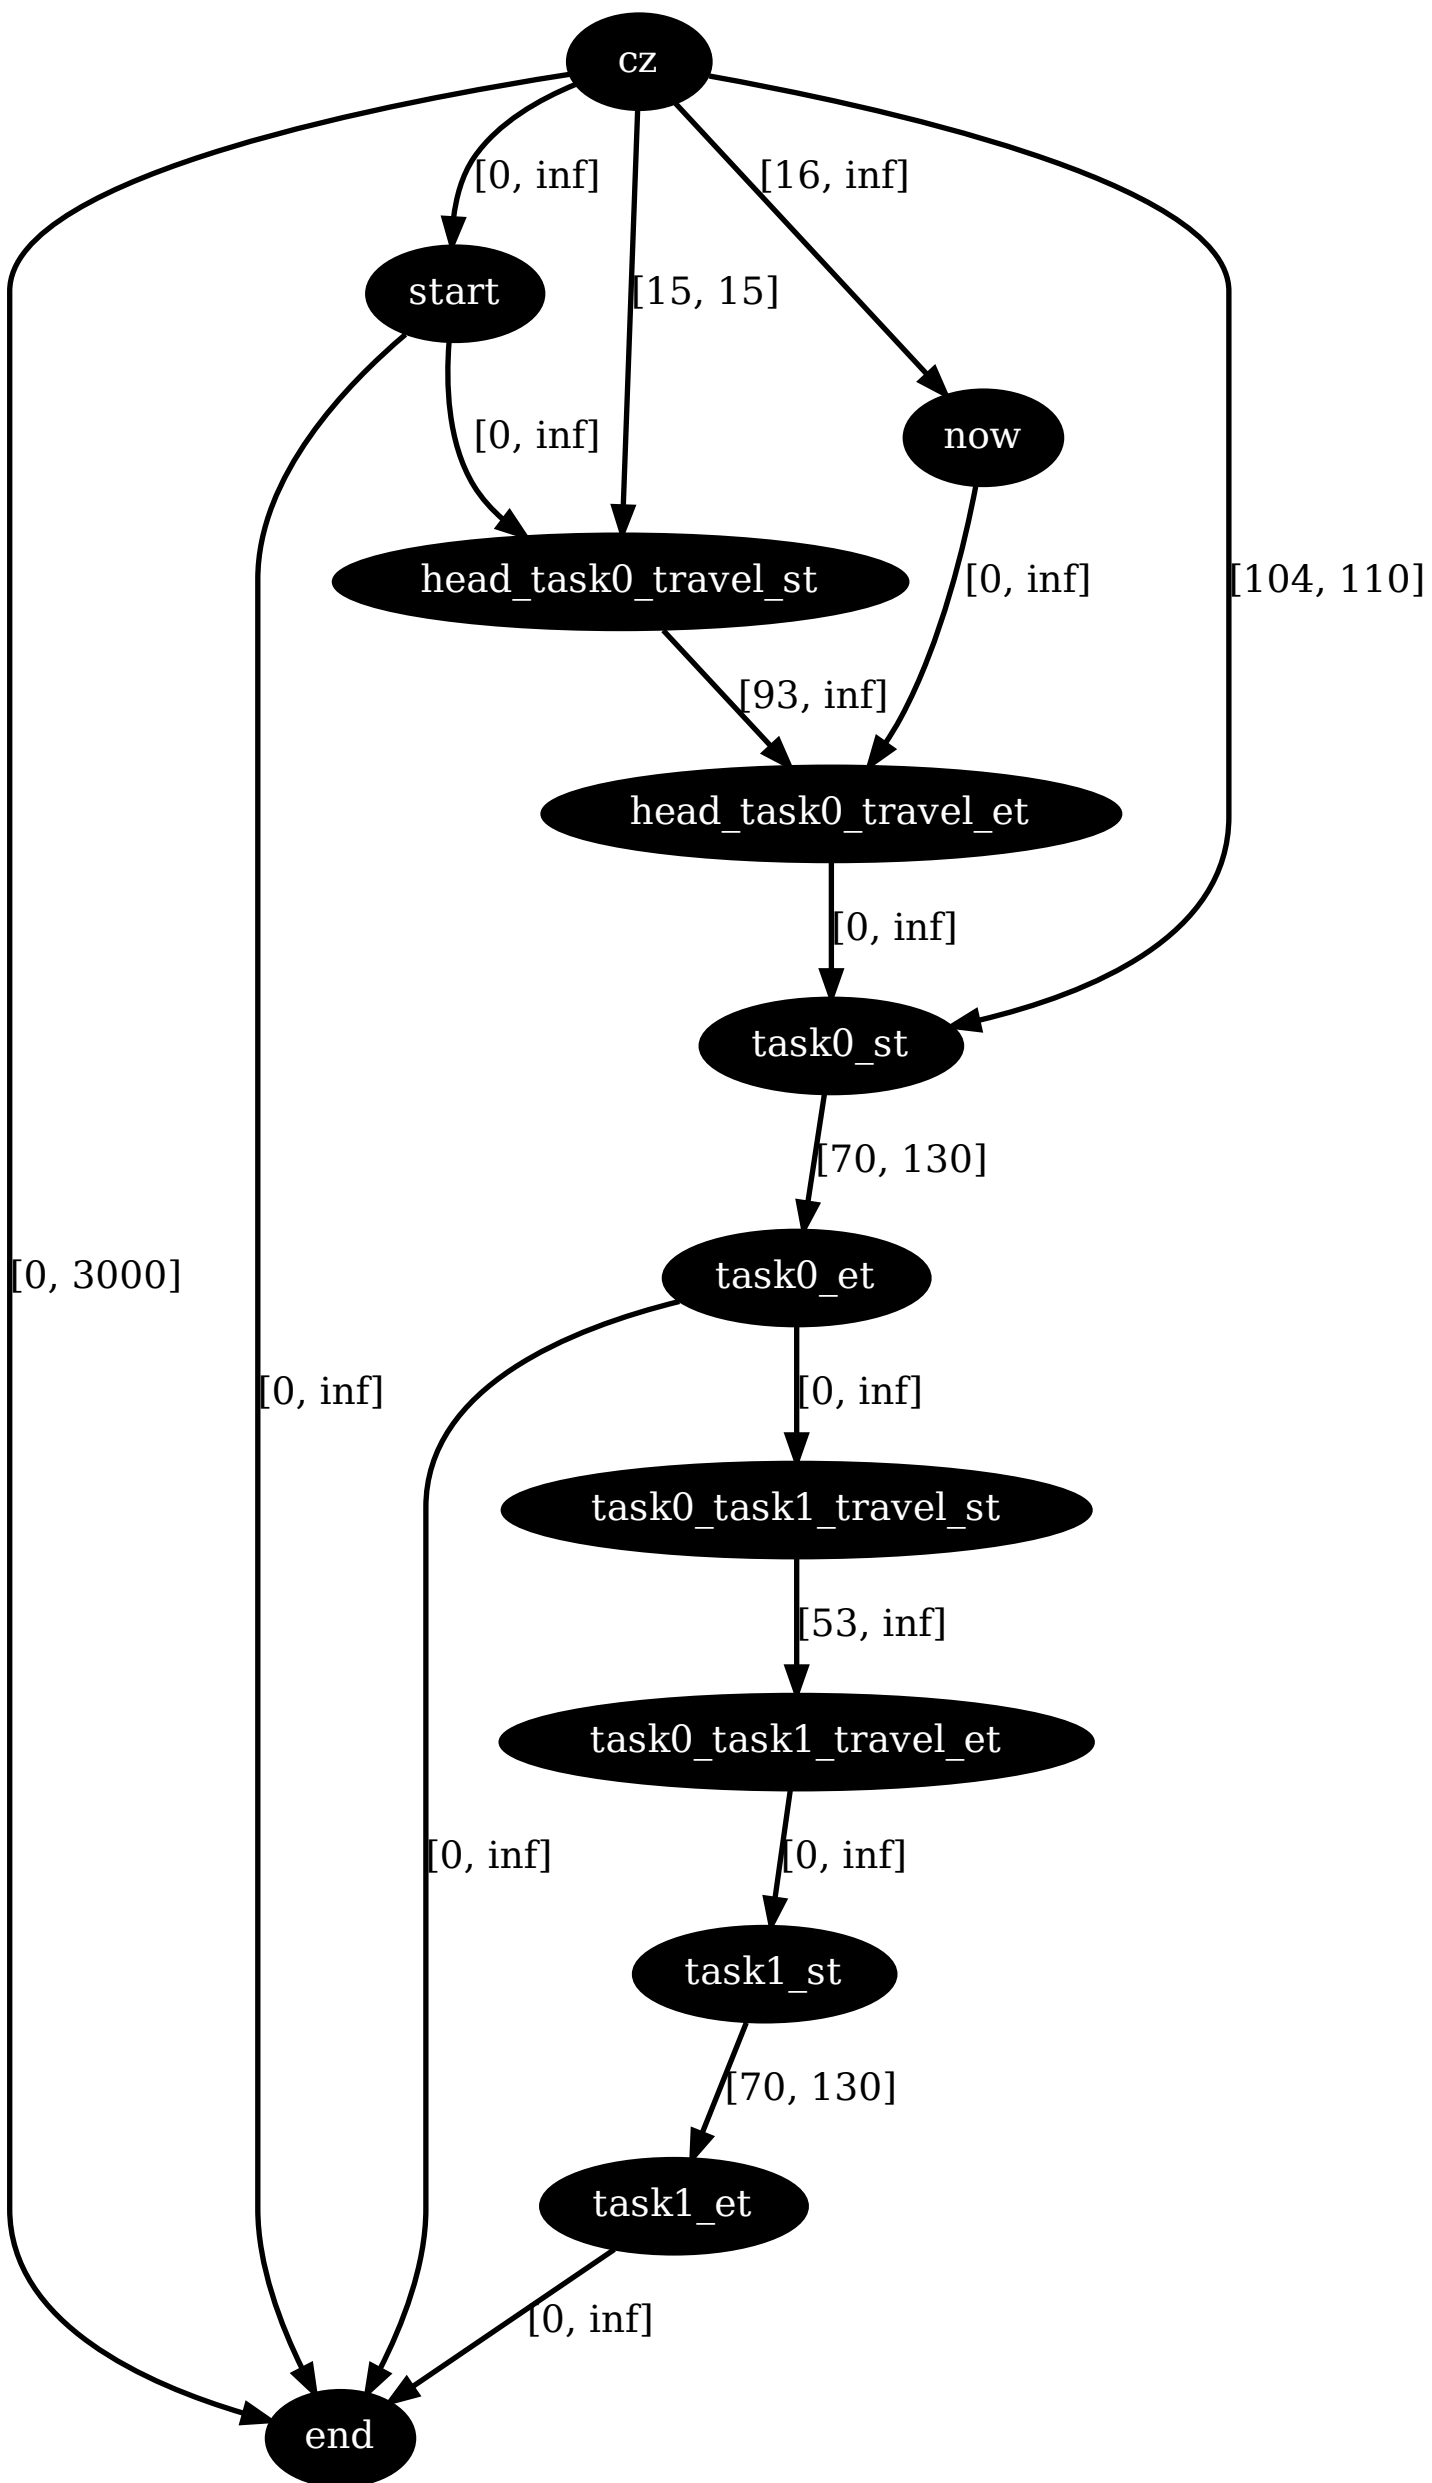 cz
[0, inf]
[16, inf]
start
[15, 15]
now
[0, inf]
head_task0_travel_st
[0, inf]
[104, 110]
[93, inf]
head_task0_travel_et
[0, inf]
task0_st
[70, 130]
task0_et
[0, 3000]
[0, inf]
[0, inf]
task0_task1_travel_st
[53, inf]
task0_task1_travel_et
[0, inf]
[0, inf]
task1_st
[70, 130]
task1_et
[0, inf]
end